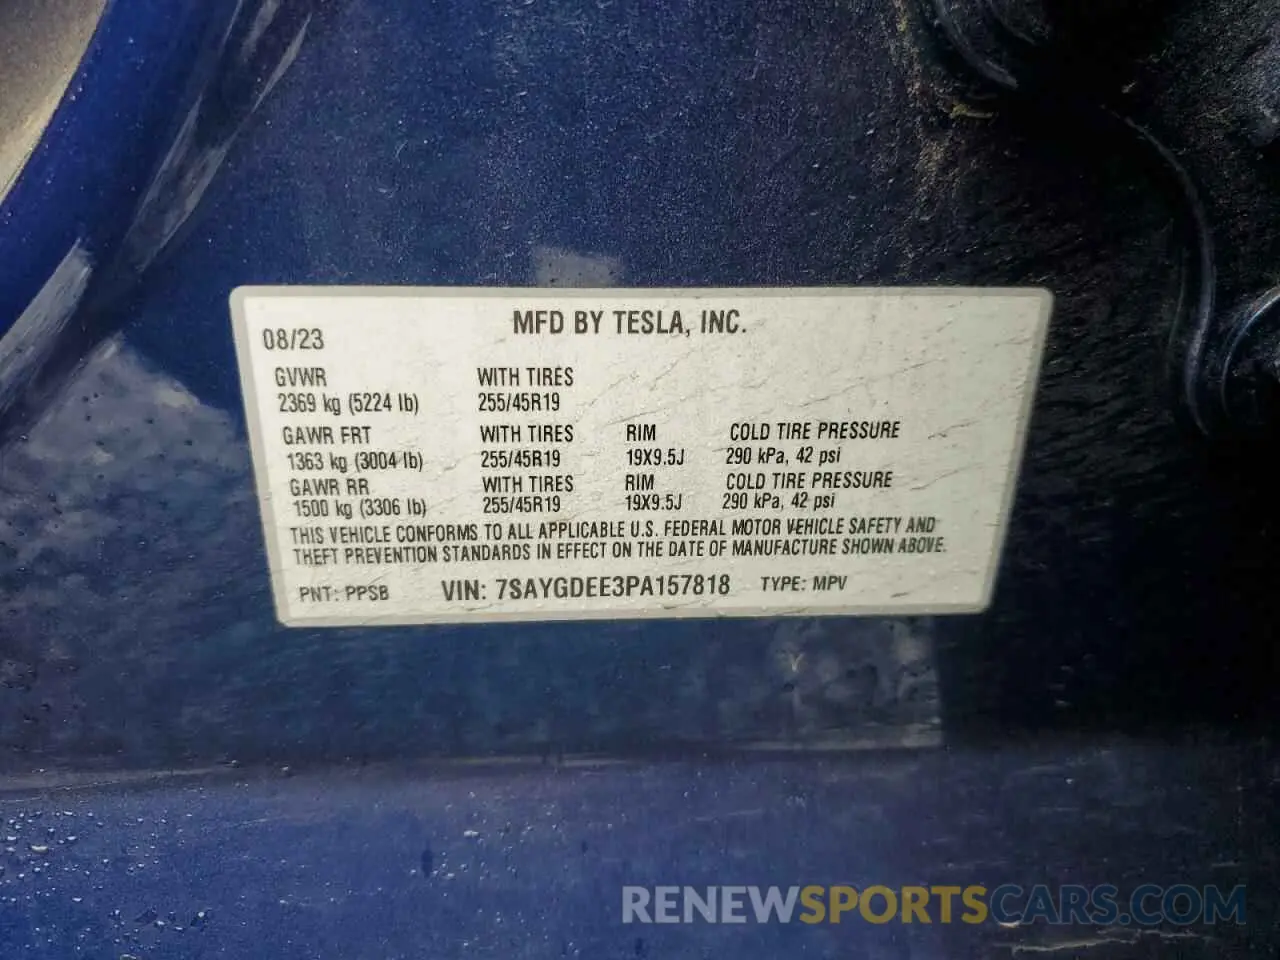 MFD BY TESLA, INC.
08/23
GVWR WITH TIRES
2369 kg (5224 lb) 255/45R19
GAWR FRT WITH TIRES RIM COLD TIRE PRESSURE
1363 kg (3004 lb) 255/45R19 19X9.5J 290 kPa, 42 psi
GAWR RR WITH TIRES RIM COLD TIRE PRESSURE
1500 kg (3306 lb) 255/45R19 19X9.5J 290 kPa, 42 psi
THIS VEHICLE CONFORMS TO ALL APPLICABLE U.S. FEDERAL MOTOR VEHICLE SAFETY AND
THEFT PREVENTION STANDARDS IN EFFECT ON THE DATE OF MANUFACTURE SHOWN ABOVE.
PNT: PPSB VIN: 7SAYGDEE3PA157818 TYPE: MPV
RENEWSPORTSCARS.COM